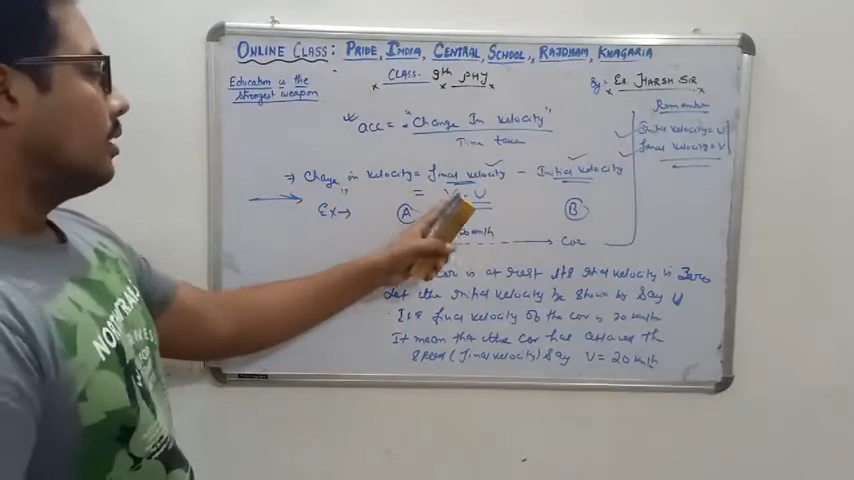 ONLINE CLASS: PRIDE INDIA CENTRAL SCHOOL, RAJDHAM, KHAGARIA
Education is the strongest weapon
CLASS- 9th PHY
By:- Er. HARSH SIR
Remember
Initial velocity = U
final velocity = V
acc = "Change In velocity"
Time taken
⇒ Change in velocity = final velocity - Initial velocity
= V - U
Ex→ A B
20 km/h
Car
Car is at rest its initial velocity is Zero
Let the initial velocity be shown by say U
Its final velocity of the car is 20 km/h
It mean that the car has attained the
speed (final velocity) say V = 20 km/h
NORTH